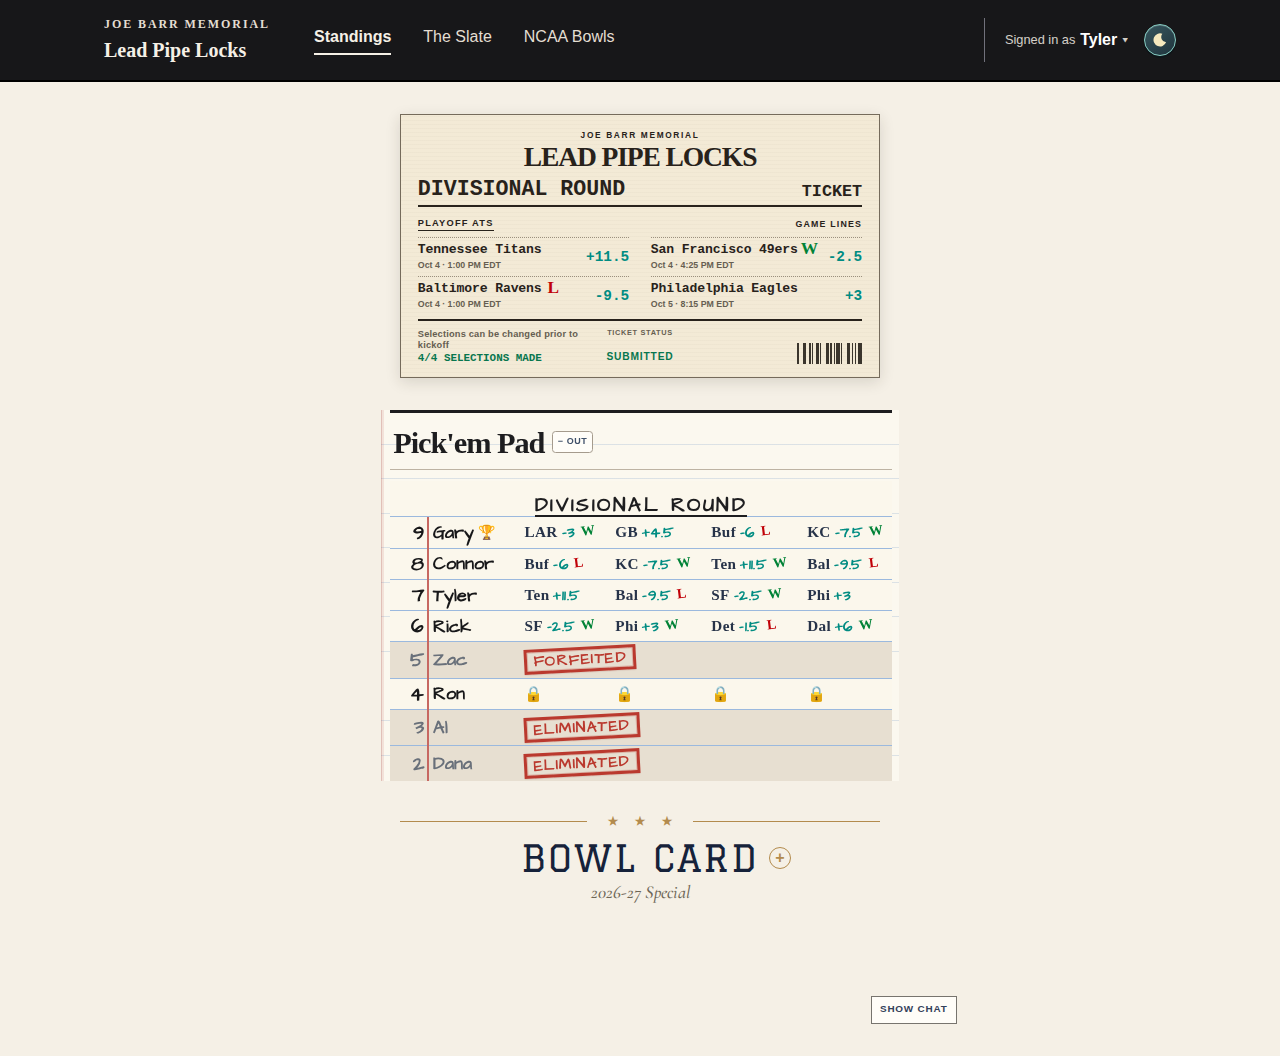 JOE BARR MEMORIAL
Lead Pipe Locks
Standings The Slate NCAA Bowls
Signed in as Tyler ▾
JOE BARR MEMORIAL
LEAD PIPE LOCKS
DIVISIONAL ROUND TICKET
PLAYOFF ATS GAME LINES
Tennessee Titans +11.5
Oct 4 · 1:00 PM EDT
San Francisco 49ers W -2.5
Oct 4 · 4:25 PM EDT
Baltimore Ravens L -9.5
Oct 4 · 1:00 PM EDT
Philadelphia Eagles +3
Oct 5 · 8:15 PM EDT
Selections can be changed prior to
kickoff
4/4 SELECTIONS MADE
TICKET STATUS
SUBMITTED
Pick'em Pad − OUT
DIVISIONAL ROUND
9 Gary 🏆 LAR -3 W GB +4.5 Buf -6 L KC -7.5 W
8 Connor Buf -6 L KC -7.5 W Ten +11.5 W Bal -9.5 L
7 Tyler Ten +11.5 Bal -9.5 L SF -2.5 W Phi +3
6 Rick SF -2.5 W Phi +3 W Det -1.5 L Dal +6 W
5 Zac FORFEITED
4 Ron 🔒 🔒 🔒 🔒
3 Al ELIMINATED
2 Dana ELIMINATED
★ ★ ★
BOWL CARD +
2026-27 Special
SHOW CHAT